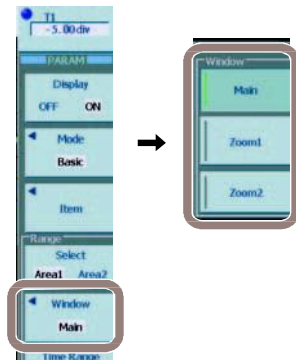 T1
-5.00div
PARAM
Display
OFF ON
Mode
Basic
Item
Range
Select
Area1 Area2
Window
Main
Time Range
Window
Main
Zoom1
Zoom2